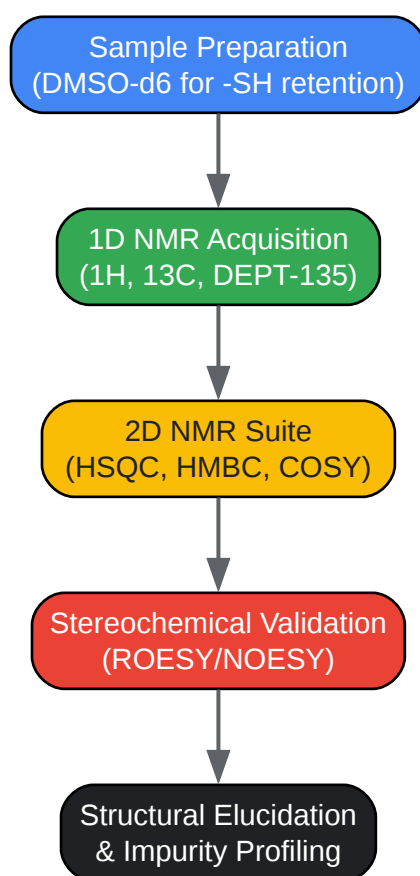 Sample Preparation
(DMSO-d6 for -SH retention)
1D NMR Acquisition
(1H, 13C, DEPT-135)
2D NMR Suite
(HSQC, HMBC, COSY)
Stereochemical Validation
(ROESY/NOESY)
Structural Elucidation
& Impurity Profiling